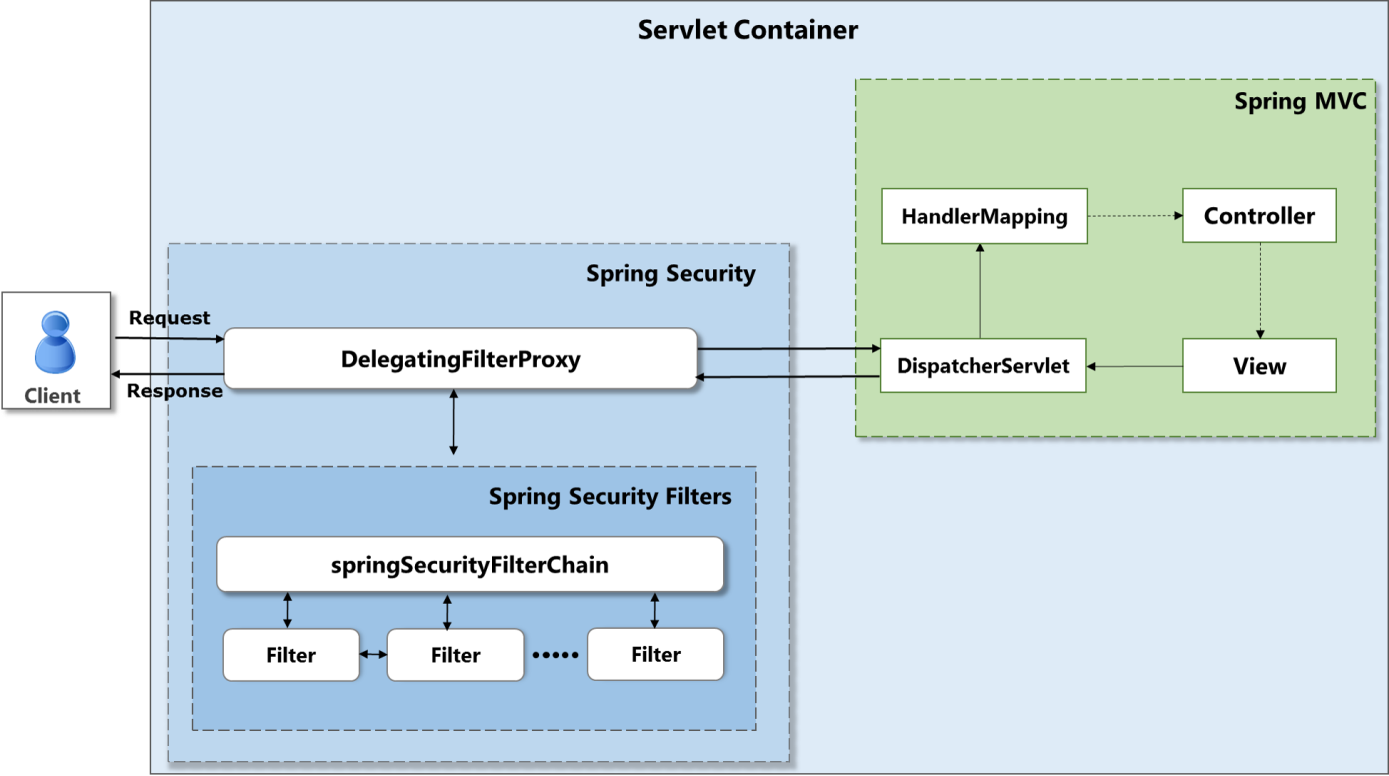 Servlet Container
Spring MVC
HandlerMapping
Controller
Spring Security
Request
DelegatingFilterProxy
DispatcherServlet
View
Client
Response
Spring Security Filters
springSecurityFilterChain
Filter
Filter
Filter